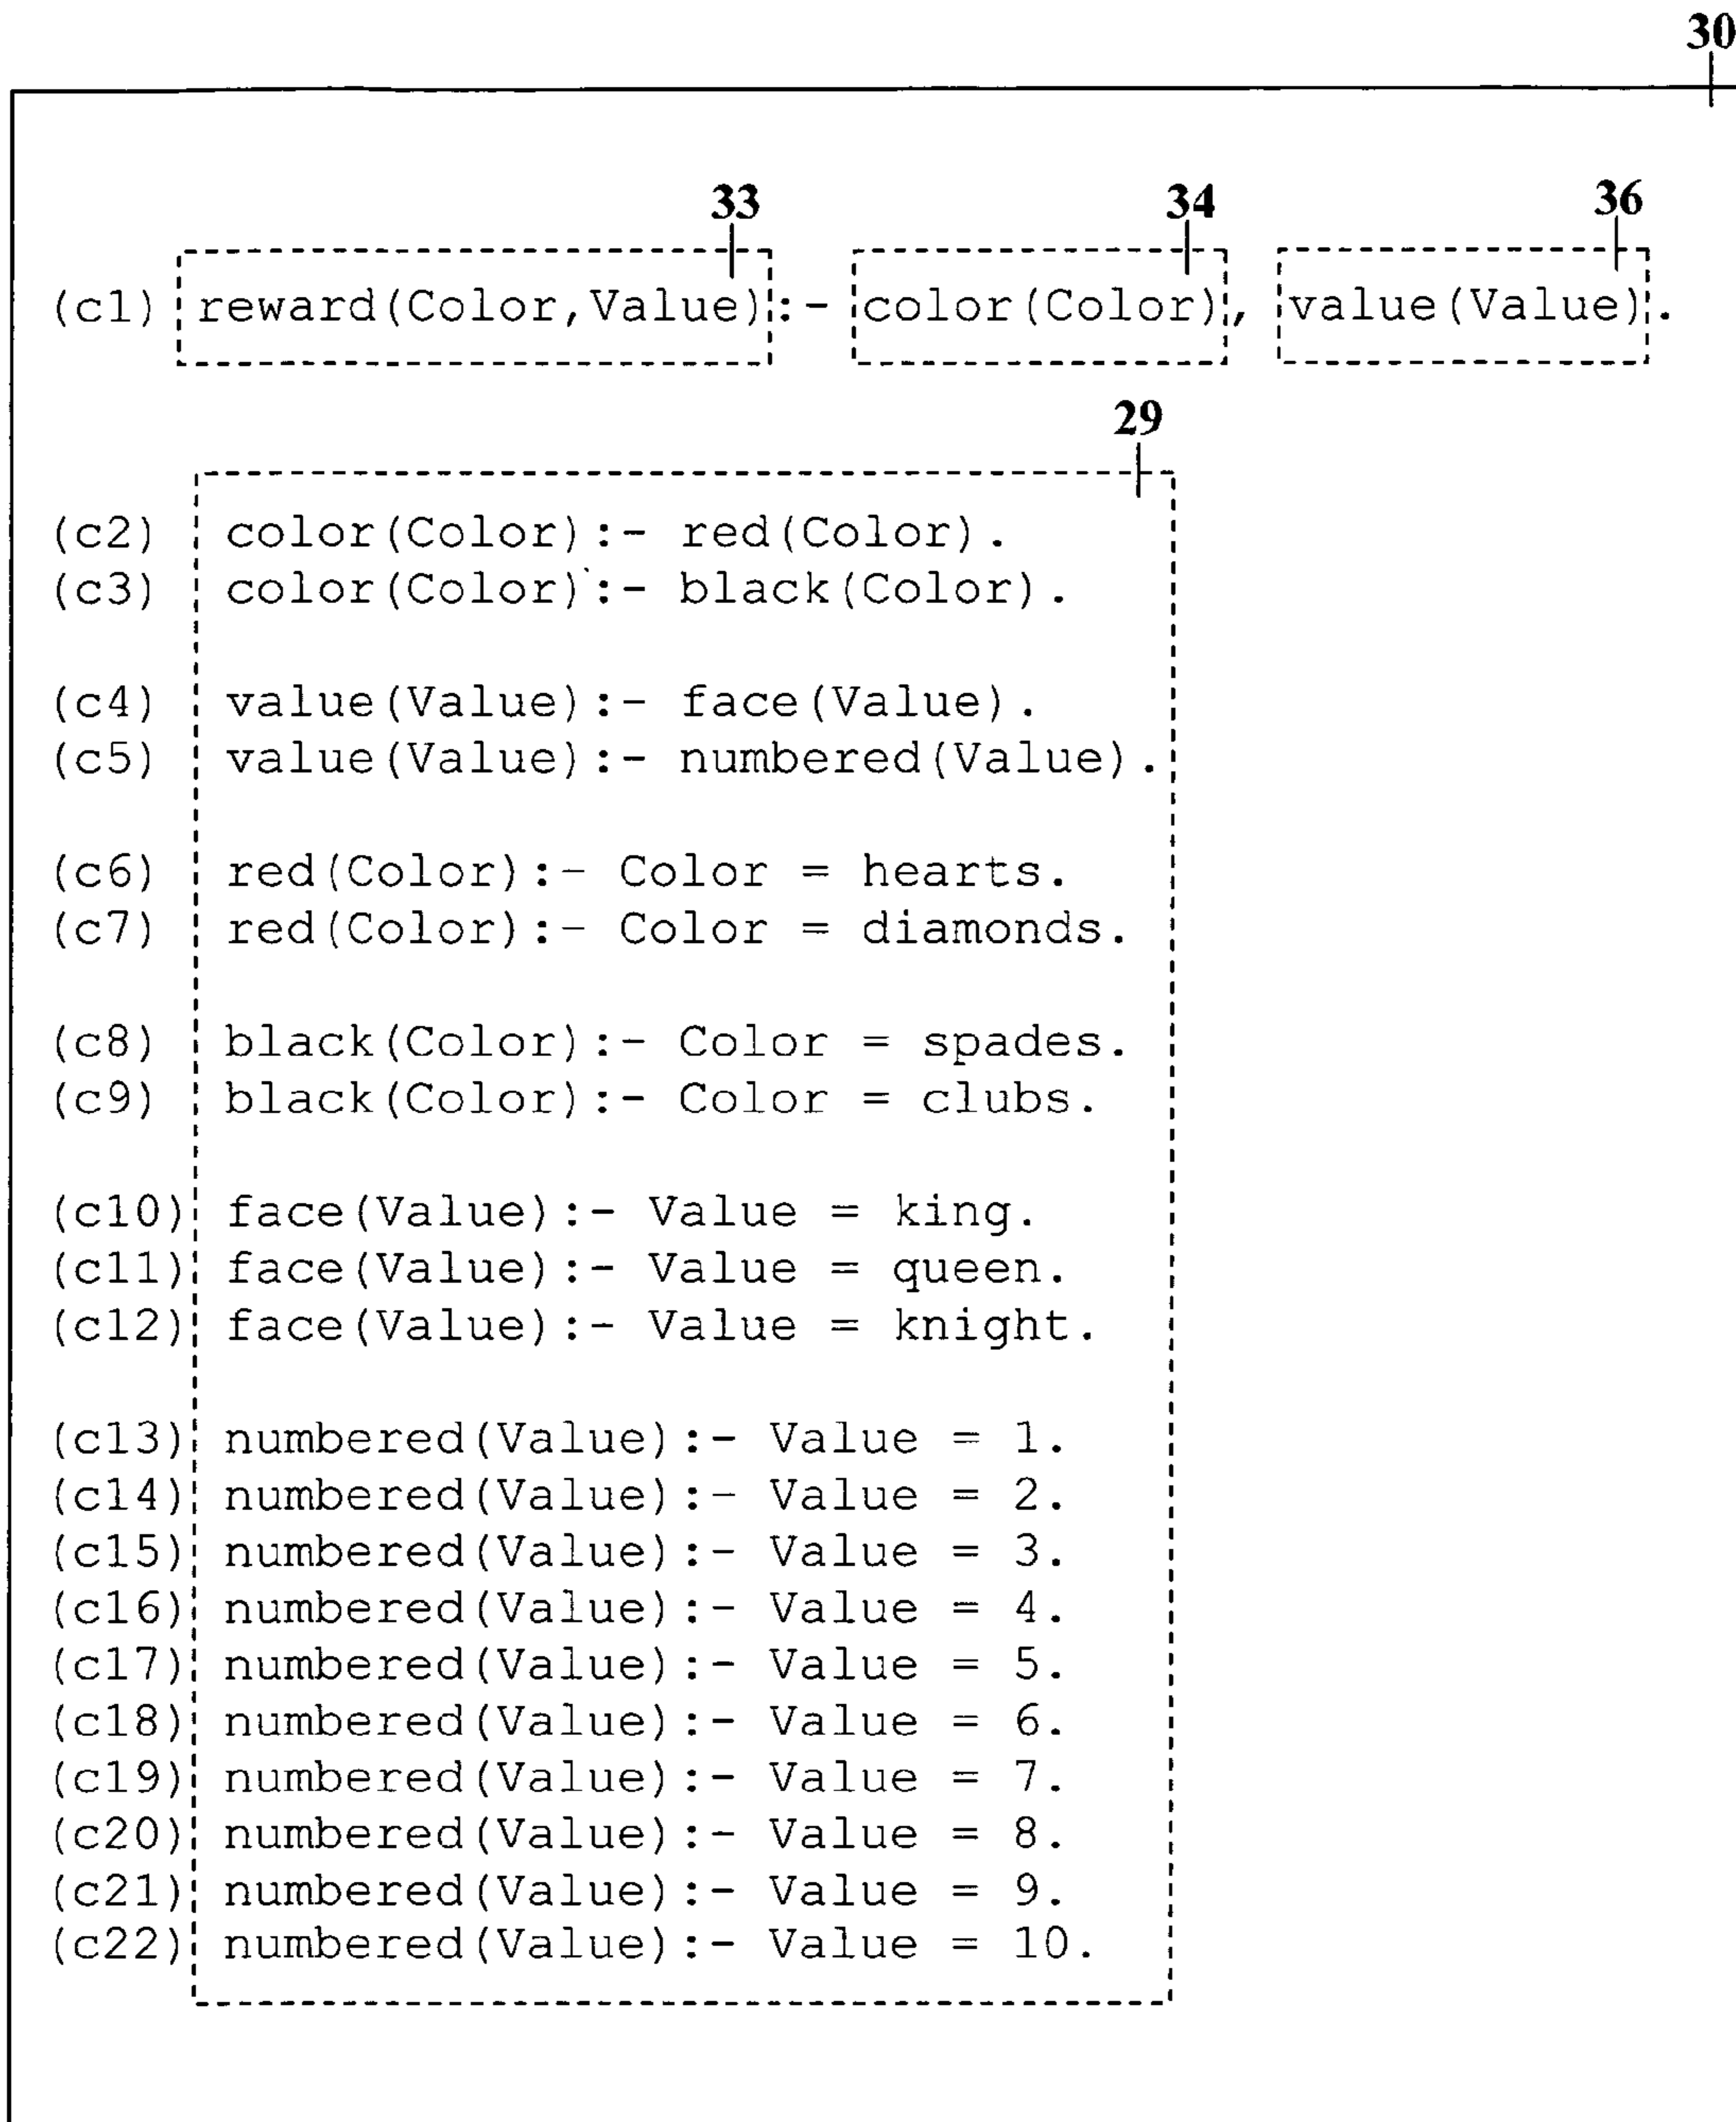 30
33 34 36
(c1) reward(Color,Value):- color(Color), value(Value).
29
(c2) color(Color):- red(Color).
(c3) color(Color):- black(Color).
(c4) value(Value):- face(Value).
(c5) value(Value):- numbered(Value).
(c6) red(Color):- Color = hearts.
(c7) red(Color):- Color = diamonds.
(c8) black(Color):- Color = spades.
(c9) black(Color):- Color = clubs.
(c10) face(Value):- Value = king.
(c11) face(Value):- Value = queen.
(c12) face(Value):- Value = knight.
(c13) numbered(Value):- Value = 1.
(c14) numbered(Value):- Value = 2.
(c15) numbered(Value):- Value = 3.
(c16) numbered(Value):- Value = 4.
(c17) numbered(Value):- Value = 5.
(c18) numbered(Value):- Value = 6.
(c19) numbered(Value):- Value = 7.
(c20) numbered(Value):- Value = 8.
(c21) numbered(Value):- Value = 9.
(c22) numbered(Value):- Value = 10.